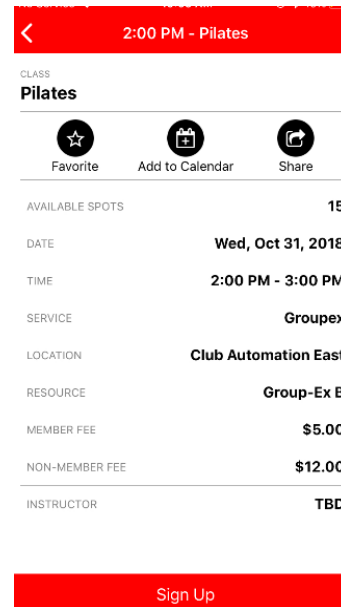 2:00 PM - Pilates
CLASS
Pilates
Favorite Add to Calendar Share
AVAILABLE SPOTS 15
DATE Wed, Oct 31, 2018
TIME 2:00 PM - 3:00 PM
SERVICE Groupex
LOCATION Club Automation East
RESOURCE Group-Ex B
MEMBER FEE $5.00
NON-MEMBER FEE $12.00
INSTRUCTOR TBD
Sign Up